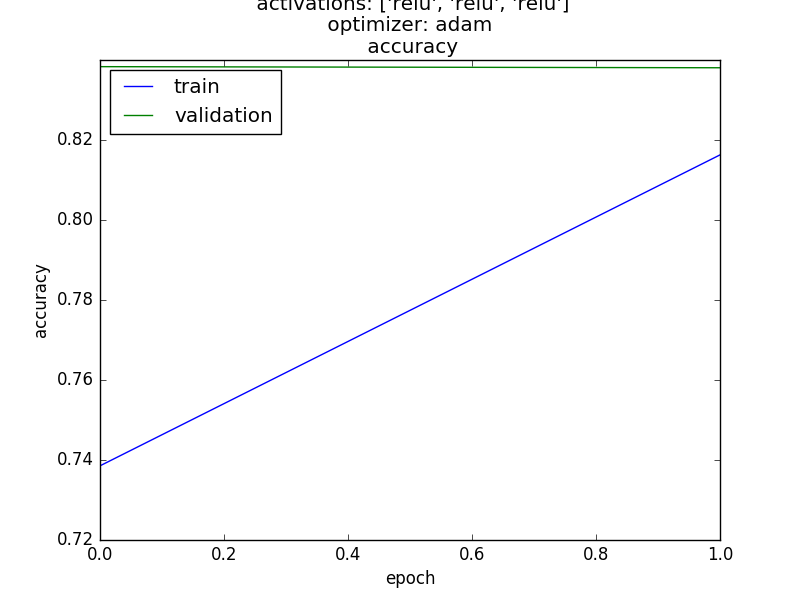 activations: ['relu', 'relu', 'relu']
optimizer: adam
accuracy
train
validation
0.82
0.80
0.78
0.76
0.74
0.72
accuracy
0.0 0.2 0.4 0.6 0.8 1.0
epoch